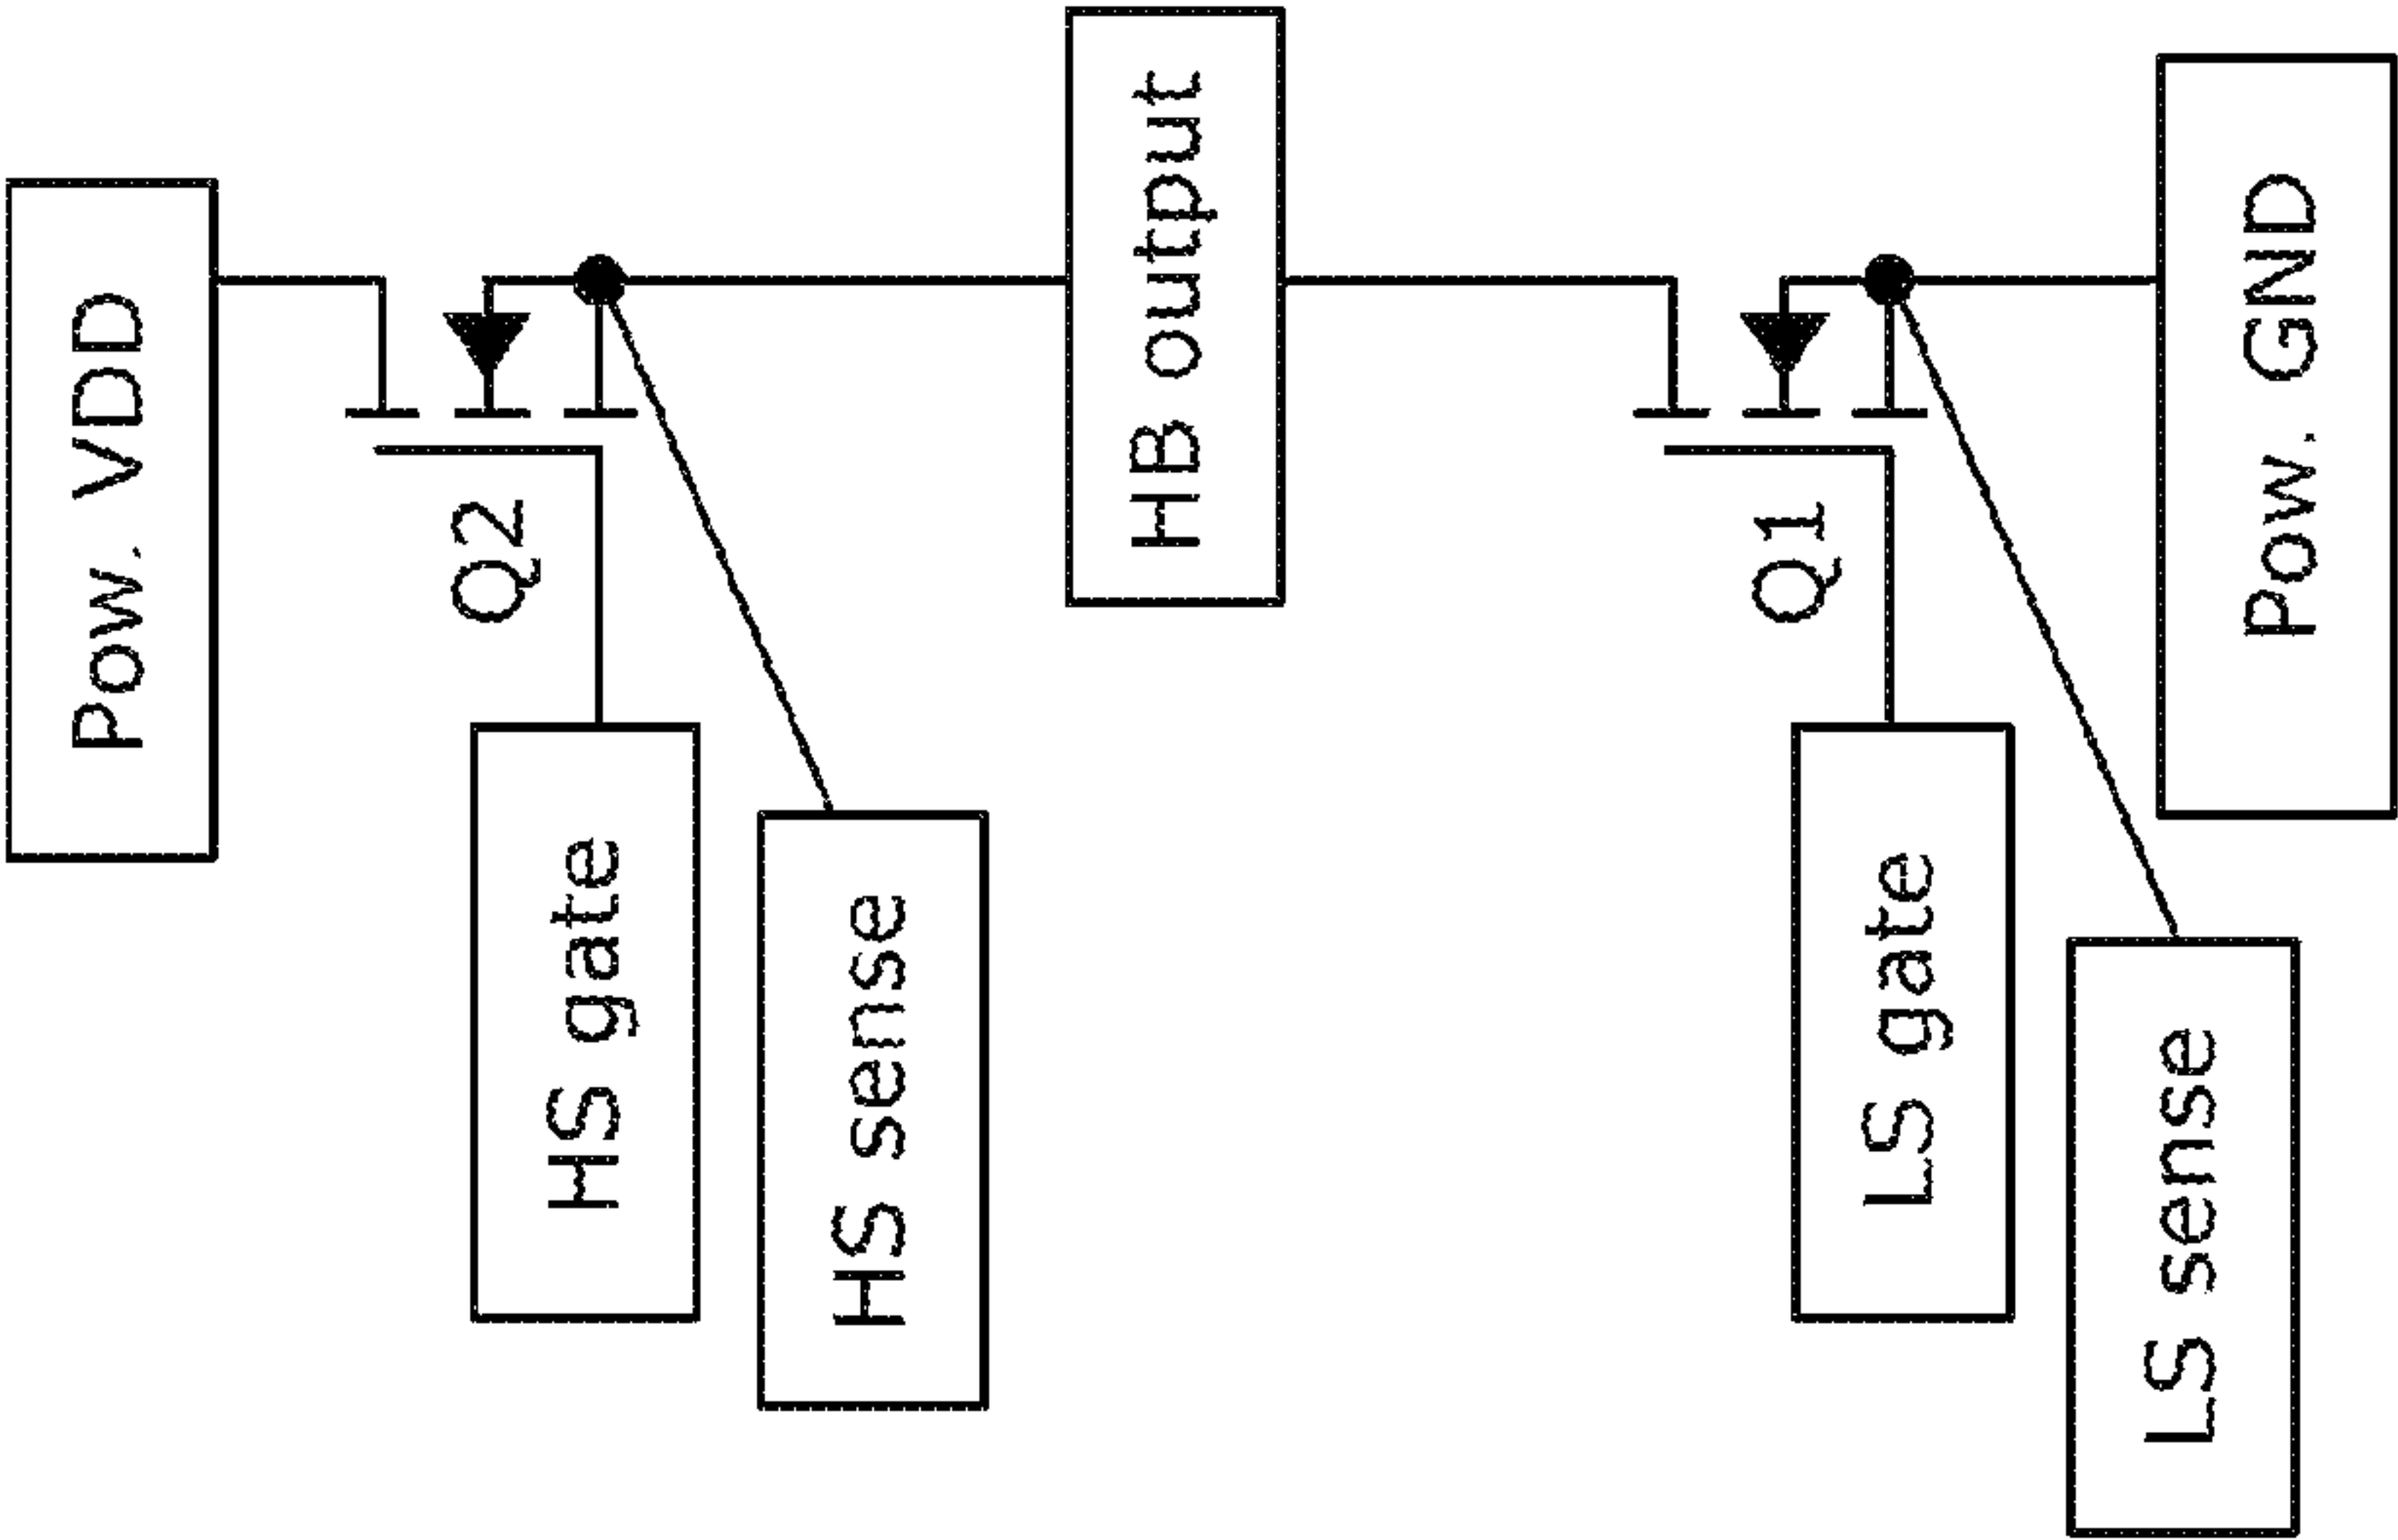 Pow. VDD
Q2
HS gate
HS sense
HB output
Q1
LS gate
LS sense
Pow. GND